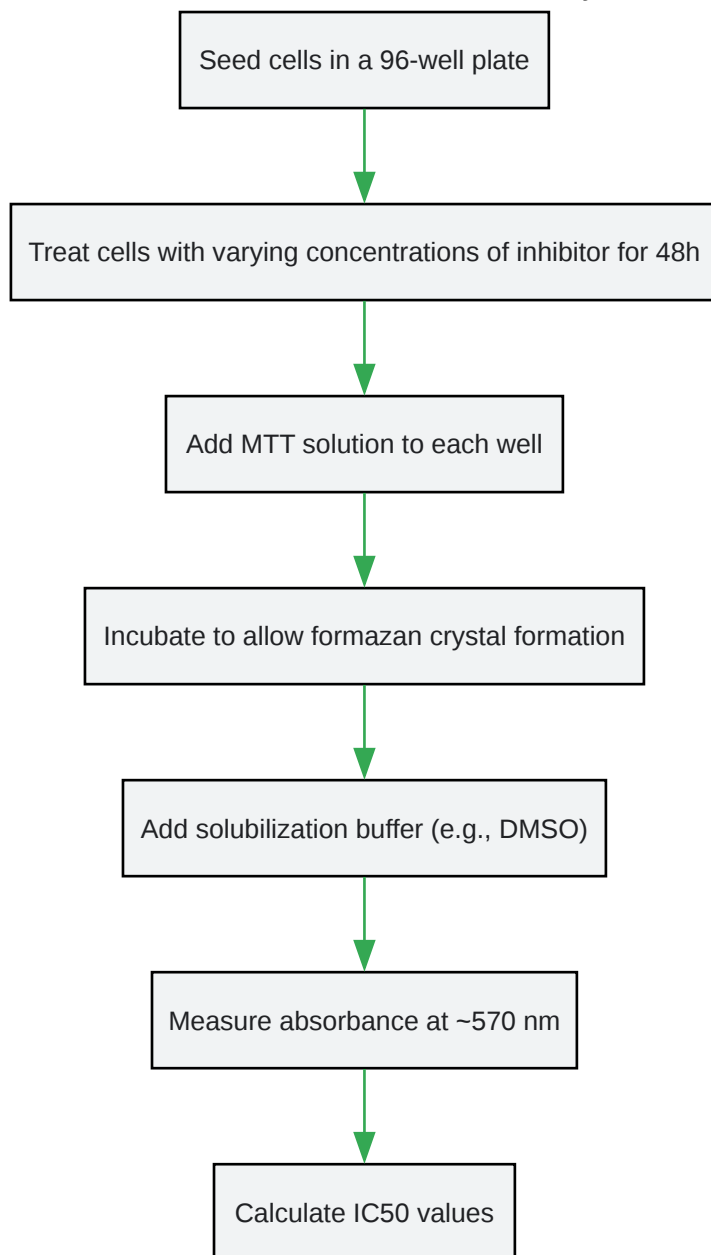 Seed cells in a 96-well plate
Treat cells with varying concentrations of inhibitor for 48h
Add MTT solution to each well
Incubate to allow formazan crystal formation
Add solubilization buffer (e.g., DMSO)
Measure absorbance at ~570 nm
Calculate IC50 values